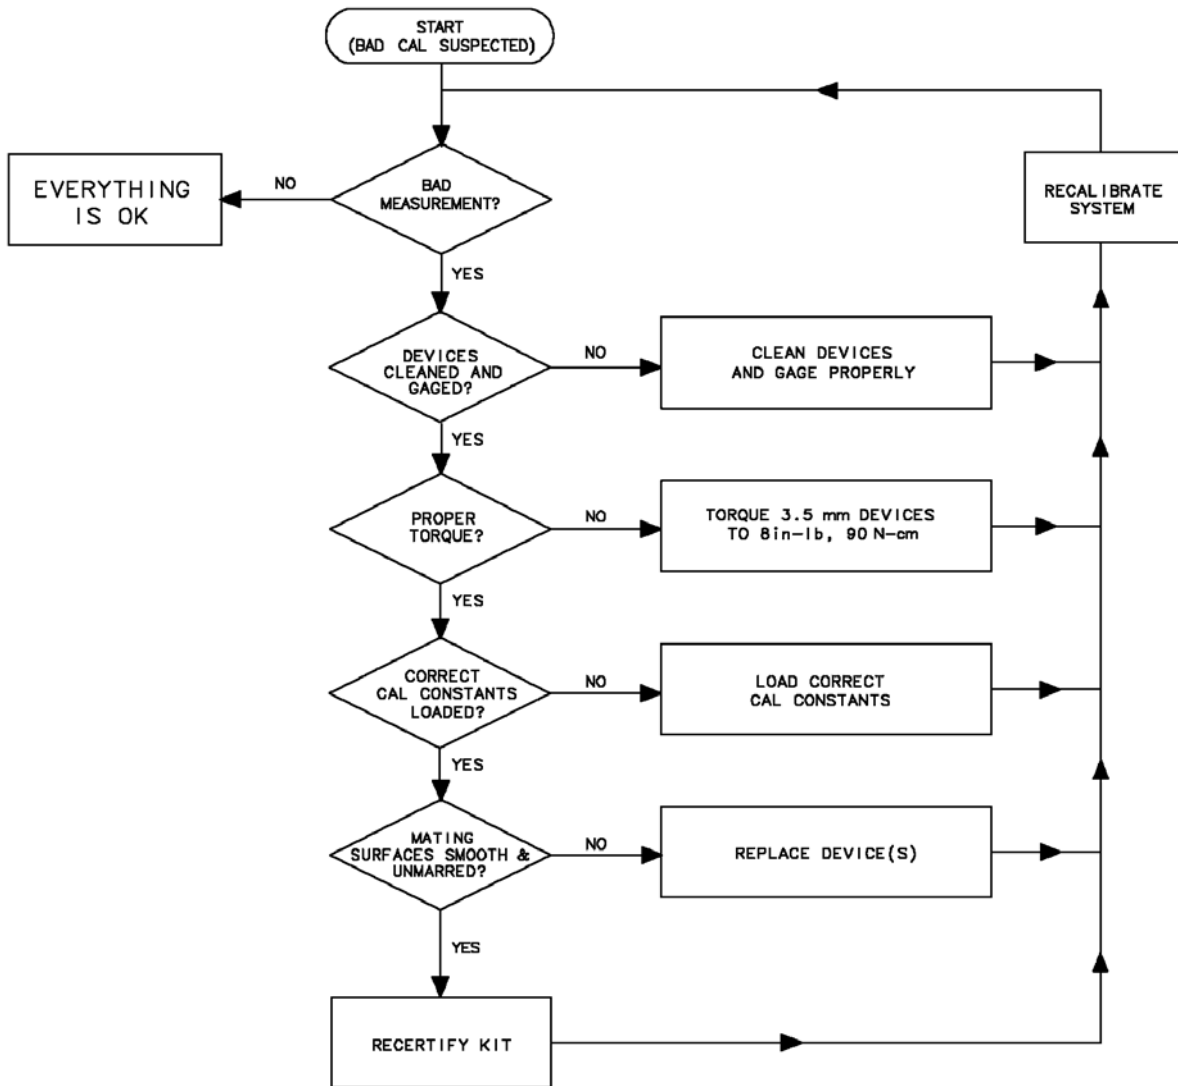 START
(BAD CAL SUSPECTED)
BAD
MEASUREMENT?
NO
EVERYTHING
IS OK
RECALIBRATE
SYSTEM
YES
DEVICES
CLEANED AND
GAGED?
NO
CLEAN DEVICES
AND GAGE PROPERLY
YES
PROPER
TORQUE?
NO
TORQUE 3.5 mm DEVICES
TO 8in-lb, 90 N-cm
YES
CORRECT
CAL CONSTANTS
LOADED?
NO
LOAD CORRECT
CAL CONSTANTS
YES
MATING
SURFACES SMOOTH &
UNMARRED?
NO
REPLACE DEVICE(S)
YES
RECERTIFY KIT